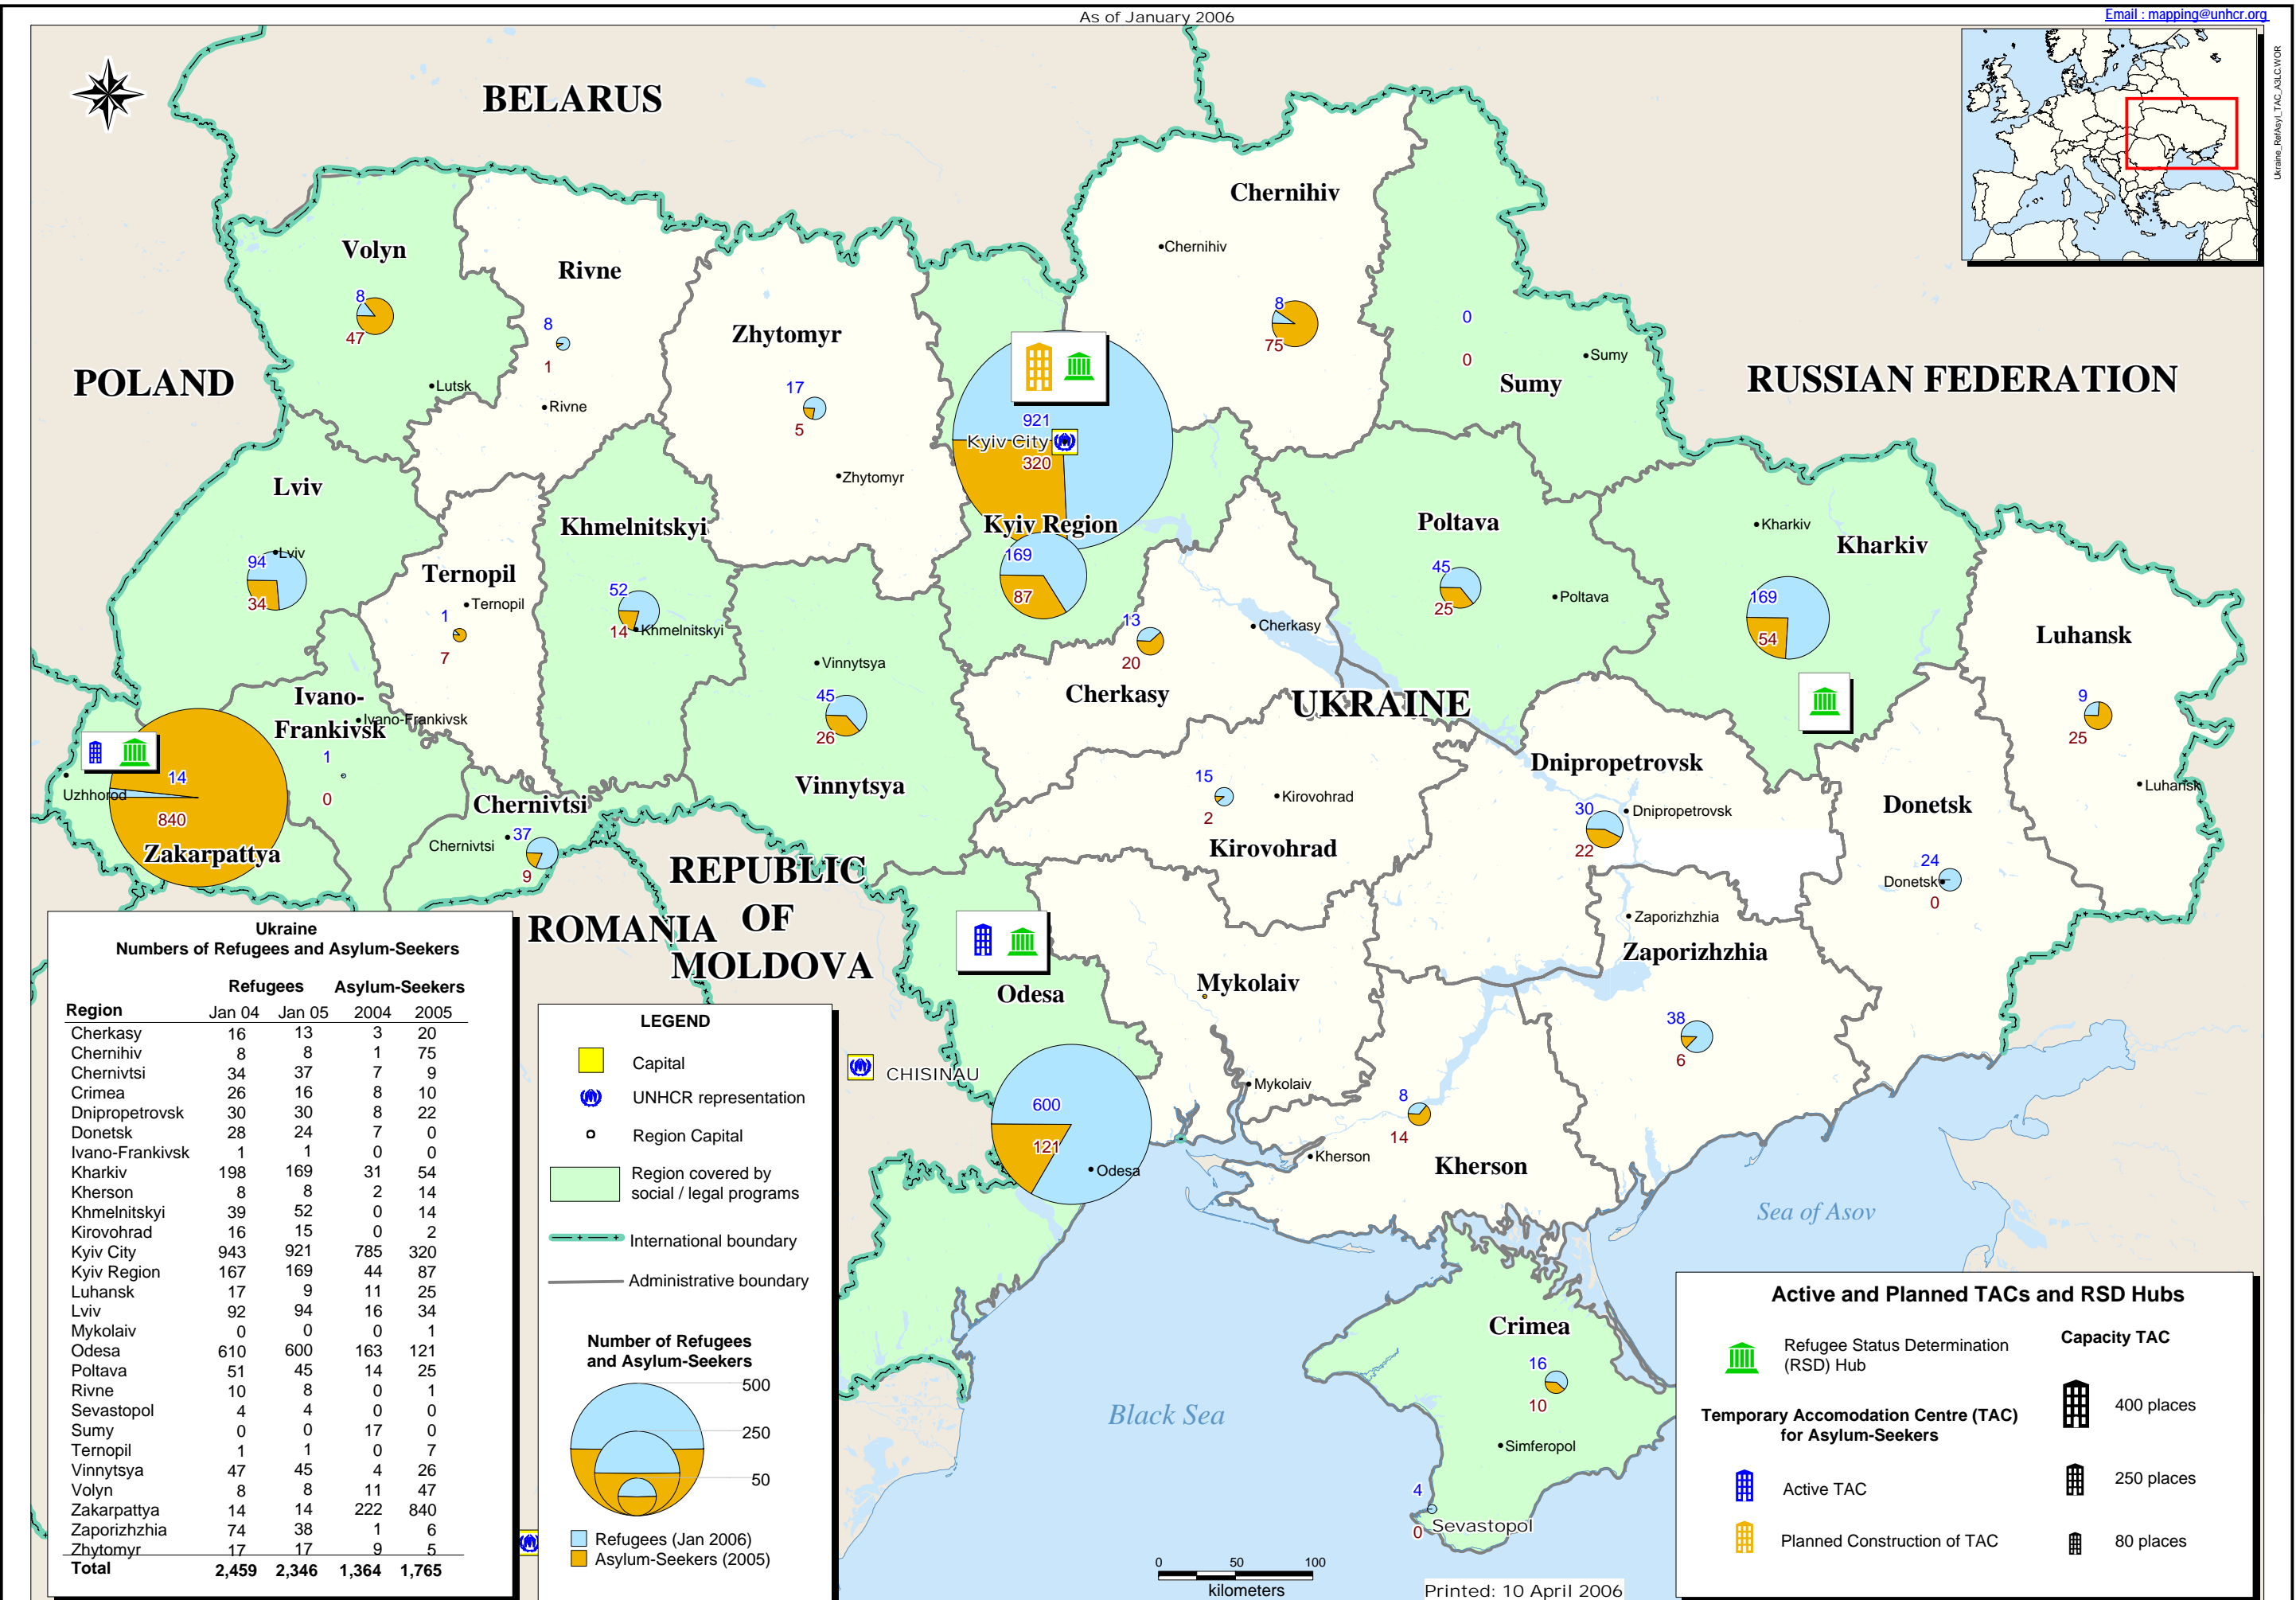 As of January 2006
Email : mapping@unhcr.org
Ukraine_RefAsyl_TAC_A3LC.WOR
BELARUS
POLAND
RUSSIAN FEDERATION
UKRAINE
REPUBLIC
OF
MOLDOVA
ROMANIA
CHISINAU
Black Sea
Sea of Asov
Volyn
8
47
Lutsk
Rivne
8
1
Rivne
Zhytomyr
17
5
Zhytomyr
921
Kyiv City
320
Kyiv Region
169
87
Chernihiv
Chernihiv
8
75
0
0
Sumy
Sumy
Lviv
Lviv
94
34
Ternopil
Ternopil
1
7
Khmelnitskyi
52
14
Khmelnitskyi
Vinnytsya
45
26
Vinnytsya
13
20
Cherkasy
Cherkasy
Poltava
45
25
Poltava
Kharkiv
Kharkiv
169
54
Luhansk
9
25
Luhansk
Ivano-
Frankivsk
Ivano-Frankivsk
1
0
14
Uzhhorod
840
Zakarpattya
Chernivtsi
37
Chernivtsi
9
15
Kirovohrad
2
Kirovohrad
Dnipropetrovsk
30
Dnipropetrovsk
22
Donetsk
24
Donetsk
0
Zaporizhzhia
Zaporizhzhia
38
6
Odesa
600
121
Odesa
Mykolaiv
Mykolaiv
8
14
Kherson
Kherson
Crimea
16
10
Simferopol
4
0
Sevastopol
Ukraine
Numbers of Refugees and Asylum-Seekers
Refugees Asylum-Seekers
Region Jan 04 Jan 05 2004 2005
Cherkasy 16 13 3 20
Chernihiv 8 8 1 75
Chernivtsi 34 37 7 9
Crimea 26 16 8 10
Dnipropetrovsk 30 30 8 22
Donetsk 28 24 7 0
Ivano-Frankivsk 1 1 0 0
Kharkiv 198 169 31 54
Kherson 8 8 2 14
Khmelnitskyi 39 52 0 14
Kirovohrad 16 15 0 2
Kyiv City 943 921 785 320
Kyiv Region 167 169 44 87
Luhansk 17 9 11 25
Lviv 92 94 16 34
Mykolaiv 0 0 0 1
Odesa 610 600 163 121
Poltava 51 45 14 25
Rivne 10 8 0 1
Sevastopol 4 4 0 0
Sumy 0 0 17 0
Ternopil 1 1 0 7
Vinnytsya 47 45 4 26
Volyn 8 8 11 47
Zakarpattya 14 14 222 840
Zaporizhzhia 74 38 1 6
Zhytomyr 17 17 9 5
Total 2,459 2,346 1,364 1,765
LEGEND
Capital
UNHCR representation
Region Capital
Region covered by
social / legal programs
International boundary
Administrative boundary
Number of Refugees
and Asylum-Seekers
500
250
50
Refugees (Jan 2006)
Asylum-Seekers (2005)
0 50 100
kilometers
Printed: 10 April 2006
Active and Planned TACs and RSD Hubs
Refugee Status Determination
(RSD) Hub
Temporary Accomodation Centre (TAC)
for Asylum-Seekers
Active TAC
Planned Construction of TAC
Capacity TAC
400 places
250 places
80 places